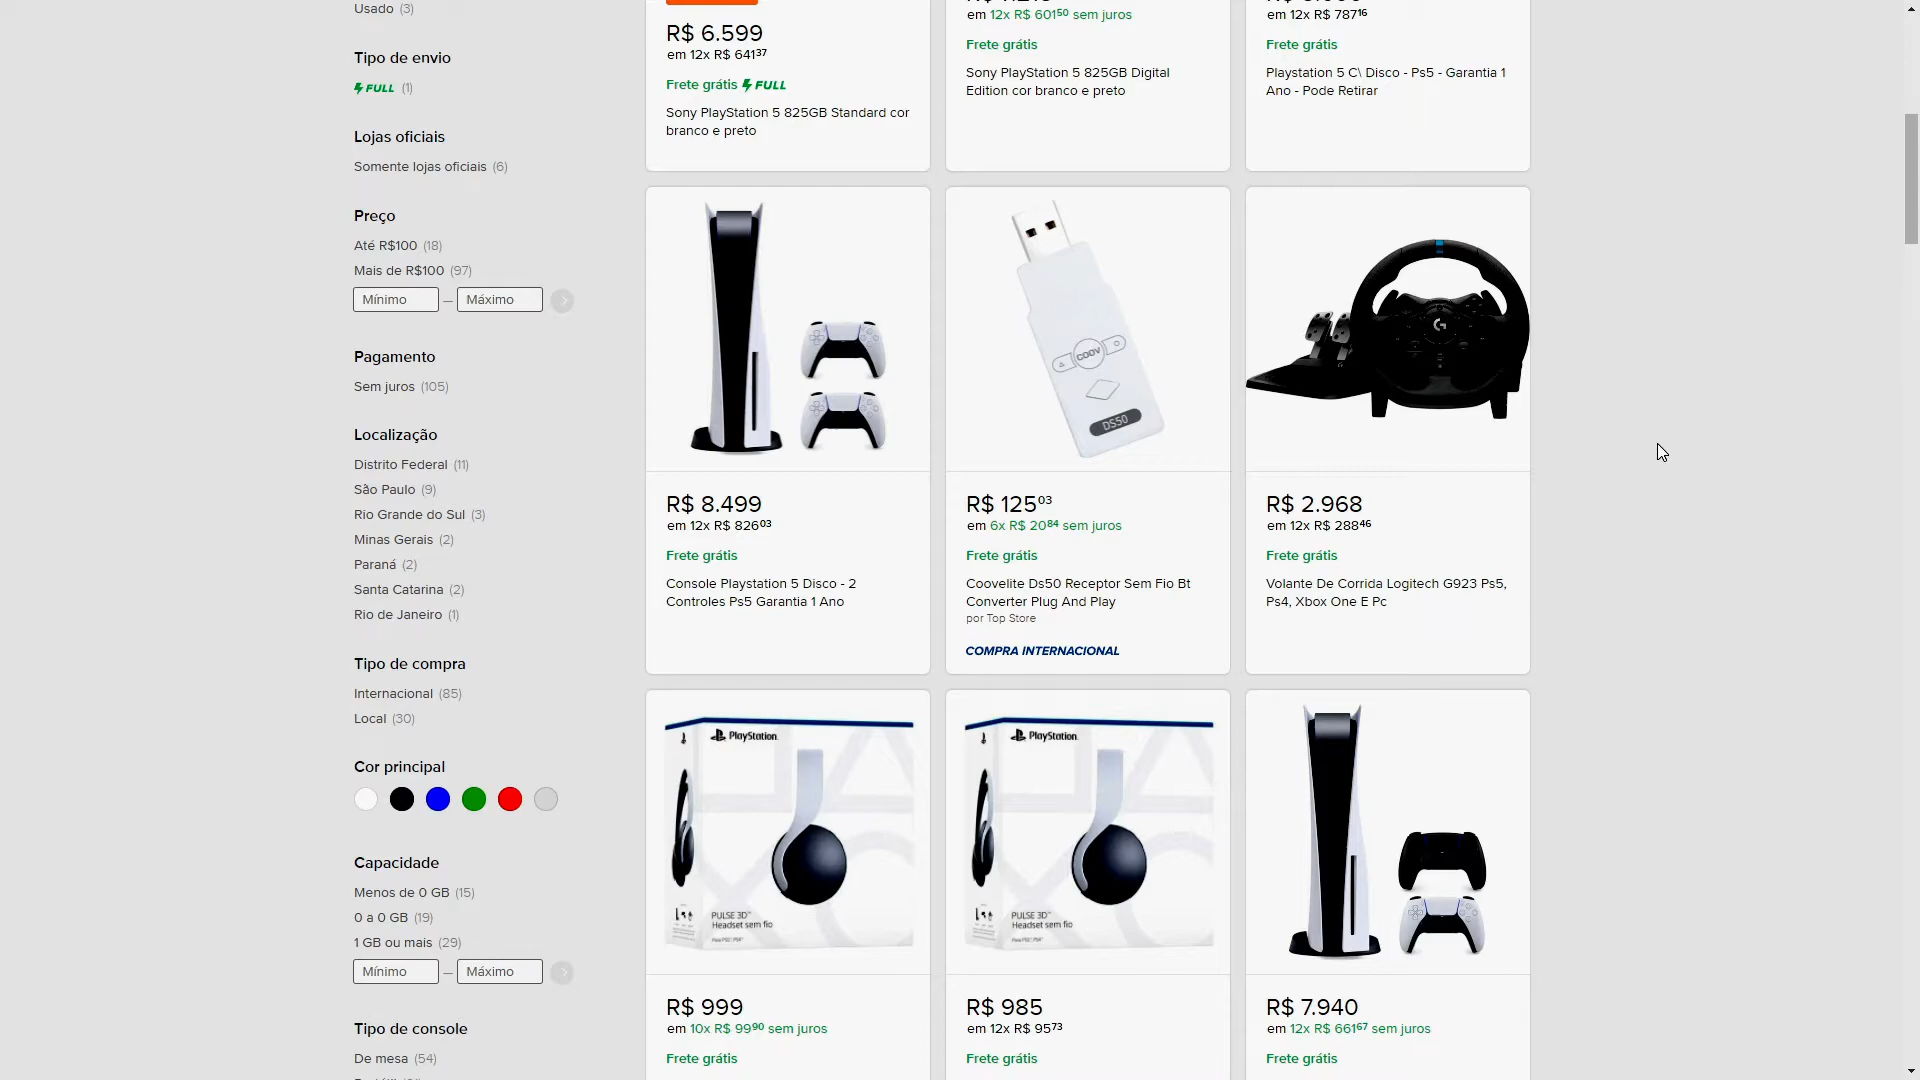 Usado (3)
Tipo de envio
FULL (1)
Lojas oficiais
Somente lojas oficiais (6)
Preço
Até R$100 (18)
Mais de R$100 (97)
Mínimo – Máximo
Pagamento
Sem juros (105)
Localização
Distrito Federal (11)
São Paulo (9)
Rio Grande do Sul (3)
Minas Gerais (2)
Paraná (2)
Santa Catarina (2)
Rio de Janeiro (1)
Tipo de compra
Internacional (85)
Local (30)
Cor principal
Capacidade
Menos de 0 GB (15)
0 a 0 GB (19)
1 GB ou mais (29)
Mínimo – Máximo
Tipo de console
De mesa (54)
R$ 6.599
em 12x R$ 641³⁷
Frete grátis FULL
Sony PlayStation 5 825GB Standard cor
branco e preto
em 12x R$ 601⁵⁰ sem juros
Frete grátis
Sony PlayStation 5 825GB Digital
Edition cor branco e preto
em 12x R$ 787¹⁶
Frete grátis
Playstation 5 C\ Disco - Ps5 - Garantia 1
Ano - Pode Retirar
R$ 8.499
em 12x R$ 826⁰³
Frete grátis
Console Playstation 5 Disco - 2
Controles Ps5 Garantia 1 Ano
COOV
DS50
R$ 125⁰³
em 6x R$ 20⁸⁴ sem juros
Frete grátis
Coovelite Ds50 Receptor Sem Fio Bt
Converter Plug And Play
por Top Store
COMPRA INTERNACIONAL
R$ 2.968
em 12x R$ 288⁴⁶
Frete grátis
Volante De Corrida Logitech G923 Ps5,
Ps4, Xbox One E Pc
PlayStation
PULSE 3D™
Headset sem fio
R$ 999
em 10x R$ 99⁹⁰ sem juros
Frete grátis
PlayStation
PULSE 3D™
Headset sem fio
R$ 985
em 12x R$ 95⁷³
Frete grátis
R$ 7.940
em 12x R$ 661⁶⁷ sem juros
Frete grátis